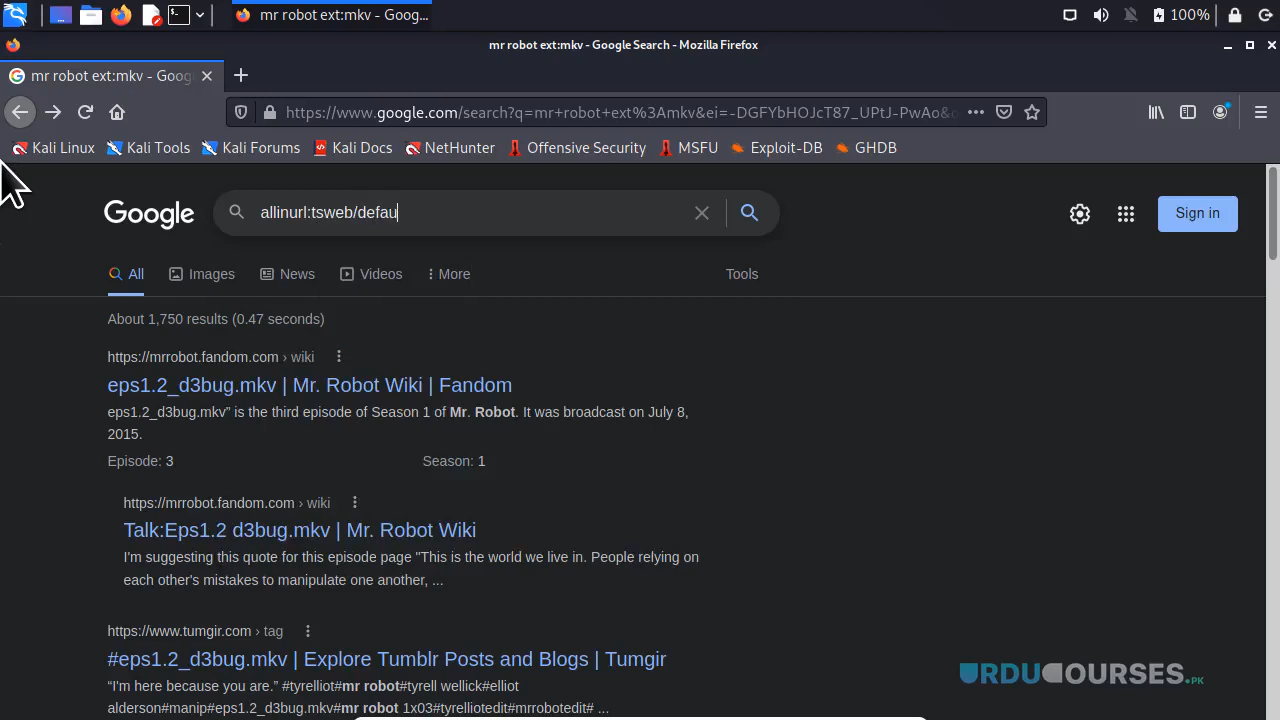 mr robot ext:mkv - Goog...
100%
mr robot ext:mkv - Google Search - Mozilla Firefox
mr robot ext:mkv - Goog
https://www.google.com/search?q=mr+robot+ext%3Amkv&ei=-DGFYbHOJcT87_UPtJ-PwAo&
Kali Linux Kali Tools Kali Forums Kali Docs NetHunter Offensive Security MSFU Exploit-DB GHDB
Google allinurl:tsweb/defau Sign in
All Images News Videos More Tools
About 1,750 results (0.47 seconds)
https://mrrobot.fandom.com › wiki
eps1.2_d3bug.mkv | Mr. Robot Wiki | Fandom
eps1.2_d3bug.mkv” is the third episode of Season 1 of Mr. Robot. It was broadcast on July 8,
2015.
Episode: 3 Season: 1
https://mrrobot.fandom.com › wiki
Talk:Eps1.2 d3bug.mkv | Mr. Robot Wiki
I'm suggesting this quote for this episode page "This is the world we live in. People relying on
each other's mistakes to manipulate one another, ...
https://www.tumgir.com › tag
#eps1.2_d3bug.mkv | Explore Tumblr Posts and Blogs | Tumgir
“I'm here because you are.” #tyrelliot#mr robot#tyrell wellick#elliot
alderson#manip#eps1.2_d3bug.mkv#mr robot 1x03#tyrelliotedit#mrrobotedit# ...
URDUCOURSES.PK